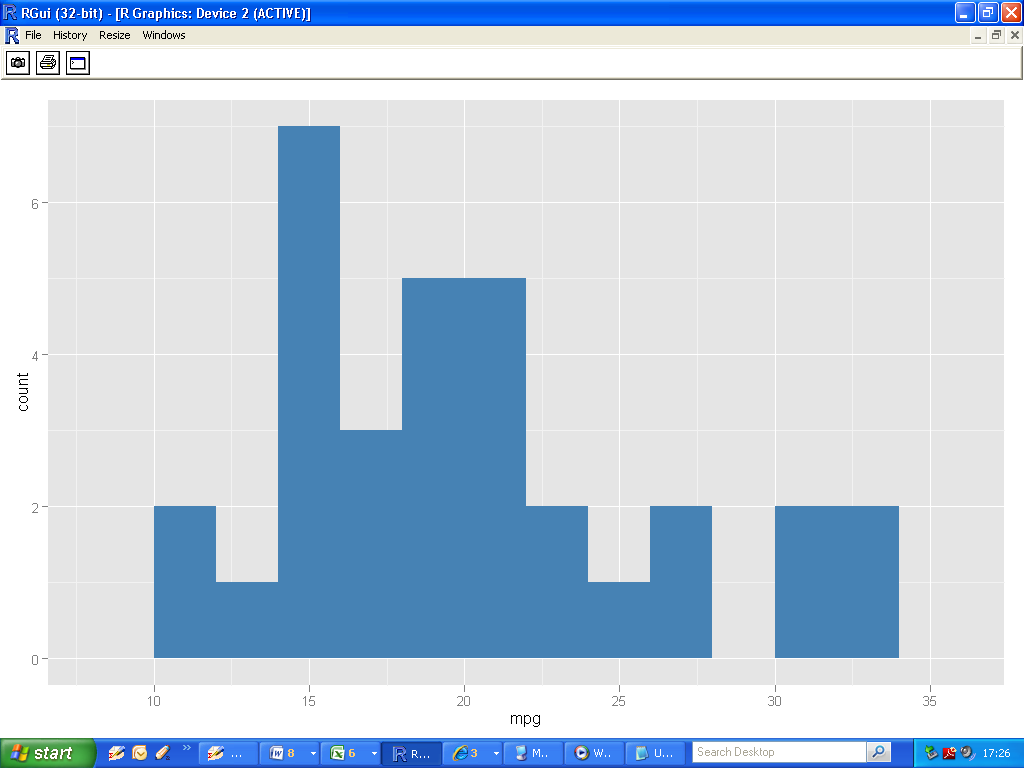 RGui (32-bit) - [R Graphics: Device 2 (ACTIVE)]
File History Resize Windows
6
4
2
0
count
10 15 20 25 30 35
mpg
start » ... 8 6 R... 3 M... W... U... Search Desktop 17:26